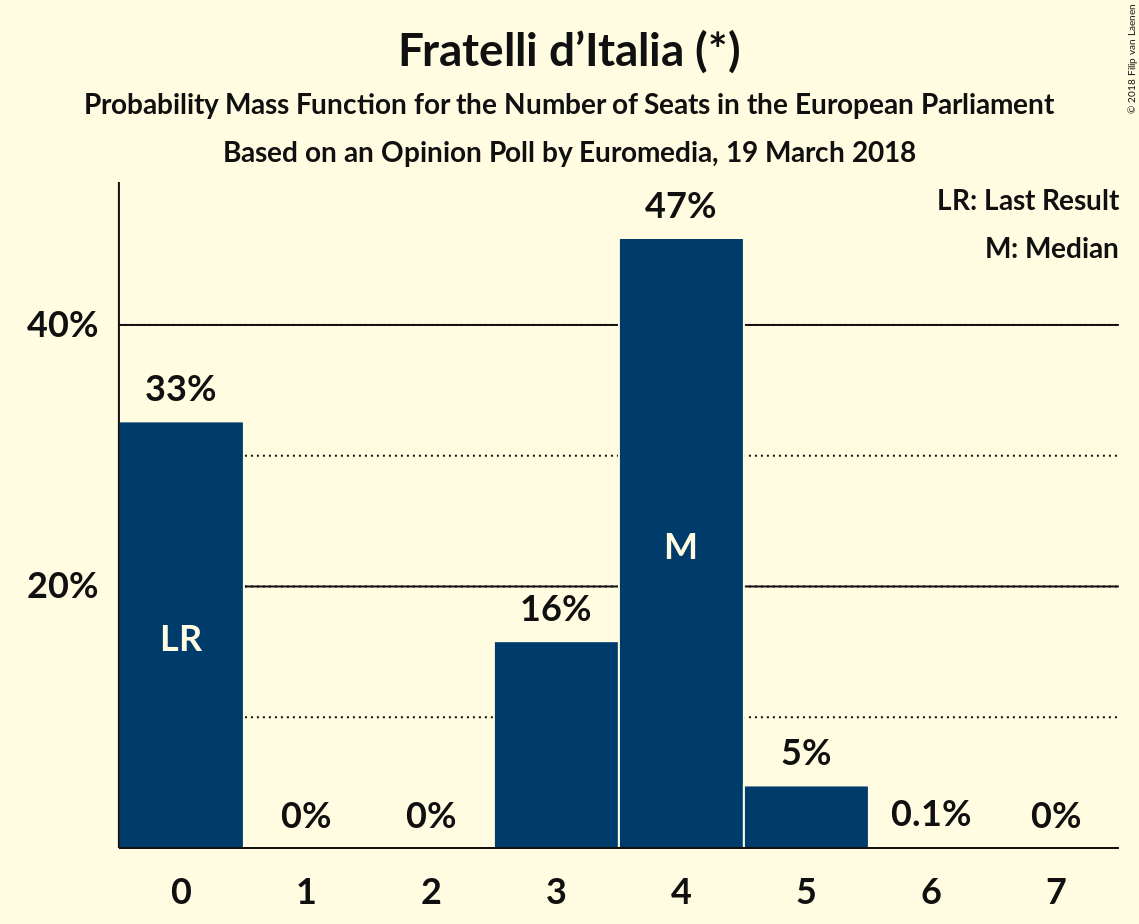 Fratelli d’Italia (*)
Probability Mass Function for the Number of Seats in the European Parliament
Based on an Opinion Poll by Euromedia, 19 March 2018
© 2018 Filip van Laenen
LR: Last Result
M: Median
47%
40%
33%
M
20%
16%
LR
5%
0%
0%
0.1%
0%
0
1
2
3
4
5
6
7